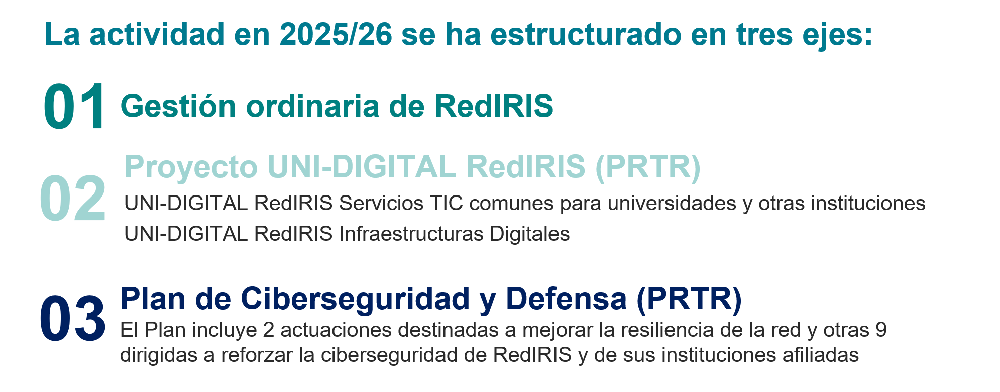 La actividad en 2025/26 se ha estructurado en tres ejes:
01 Gestión ordinaria de RedIRIS
02 Proyecto UNI-DIGITAL RedIRIS (PRTR)
UNI-DIGITAL RedIRIS Servicios TIC comunes para universidades y otras instituciones
UNI-DIGITAL RedIRIS Infraestructuras Digitales
03 Plan de Ciberseguridad y Defensa (PRTR)
El Plan incluye 2 actuaciones destinadas a mejorar la resiliencia de la red y otras 9
dirigidas a reforzar la ciberseguridad de RedIRIS y de sus instituciones afiliadas